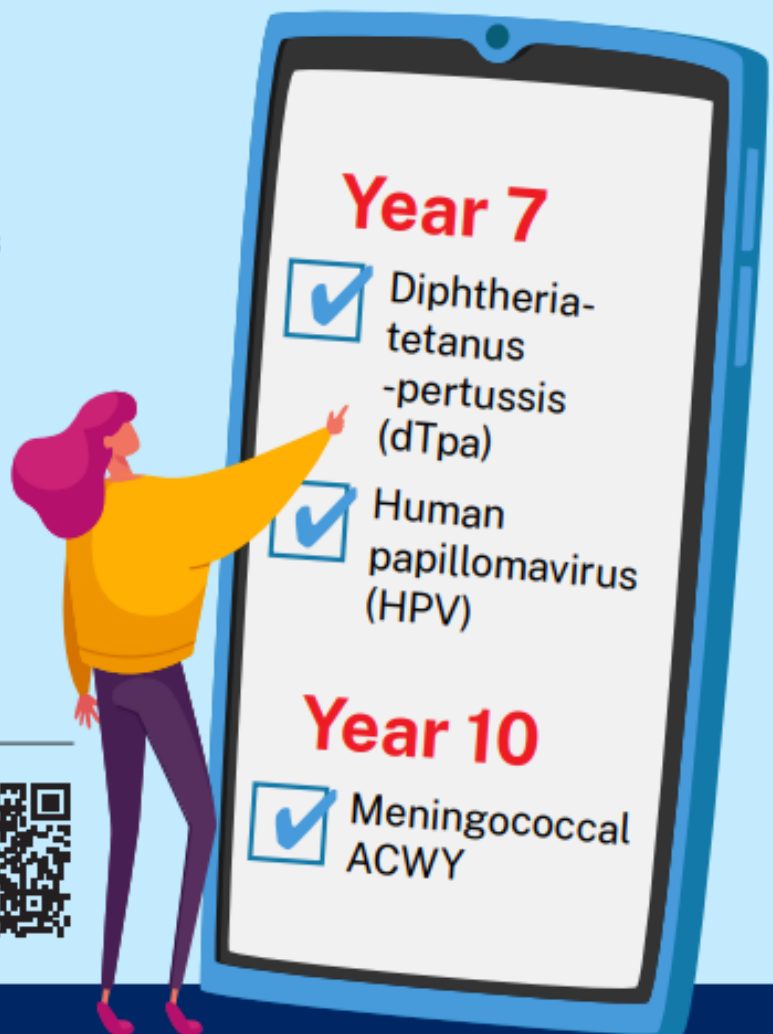 Year 7
Diphtheria-
tetanus
-pertussis
(dTpa)
Human
papillomavirus
(HPV)
Year 10
Meningococcal
ACWY